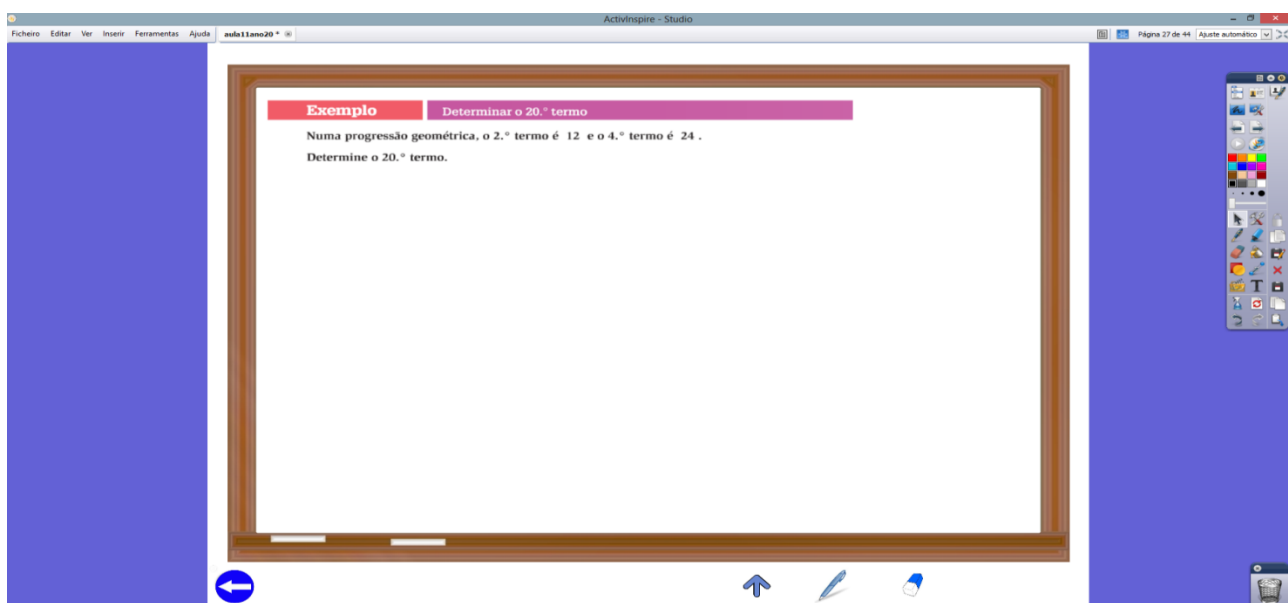 ActivInspire - Studio
Ficheiro Editar Ver Inserir Ferramentas Ajuda aula11ano20 * Página 27 de 44 Ajuste automático
Exemplo Determinar o 20.° termo
Numa progressão geométrica, o 2.° termo é 12 e o 4.° termo é 24 .
Determine o 20.° termo.
T